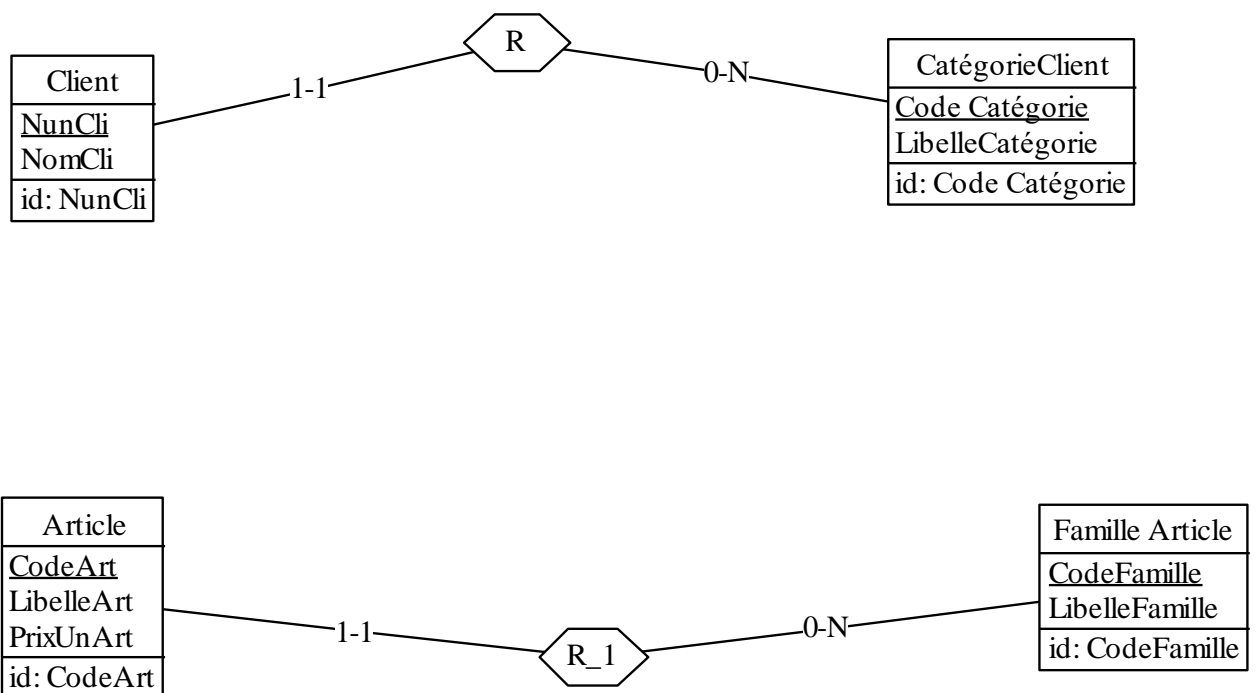 R
Client
NunCli
NomCli
id: NunCli
1-1
0-N
CatégorieClient
Code Catégorie
LibelleCatégorie
id: Code Catégorie
Article
CodeArt
LibelleArt
PrixUnArt
id: CodeArt
1-1
R_1
0-N
Famille Article
CodeFamille
LibelleFamille
id: CodeFamille